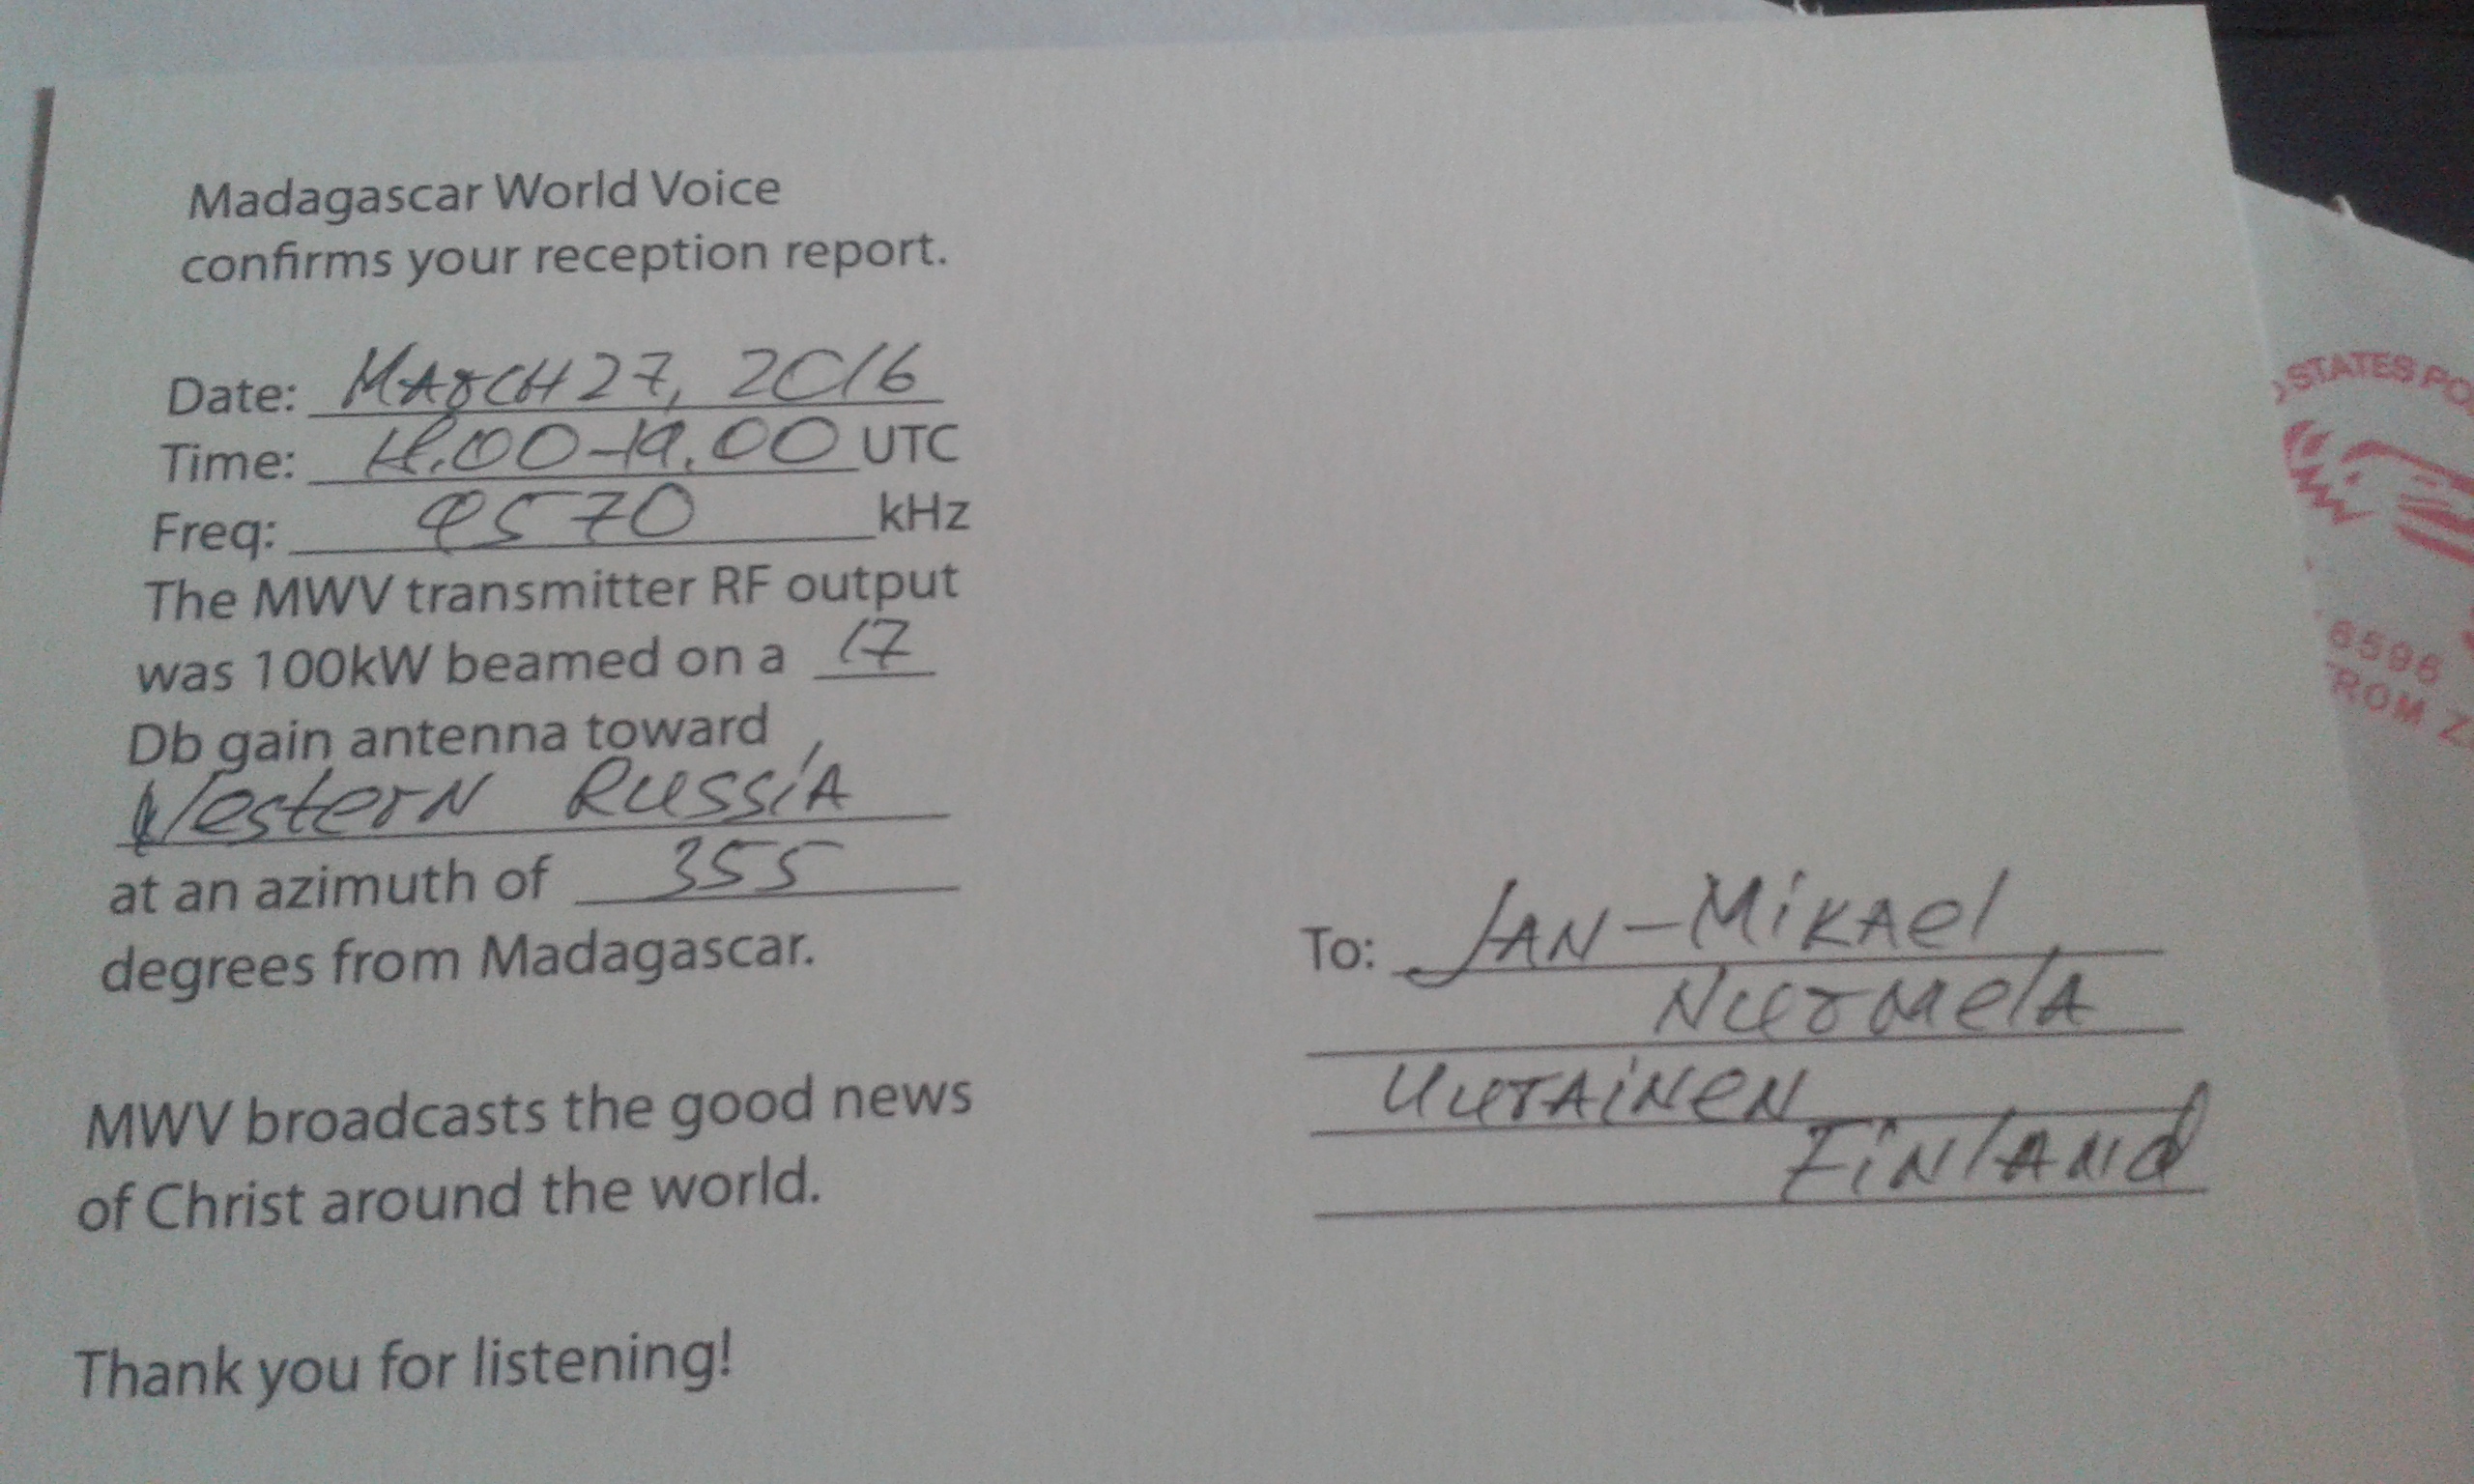 Madagascar World Voice
confirms your reception report.
Date: MARCH 27, 2016
Time: 18.00-19.00 UTC
Freq: 9570 kHz
The MWV transmitter RF output
was 100kW beamed on a 17
Db gain antenna toward
Western Russia
at an azimuth of 355
degrees from Madagascar.
MWV broadcasts the good news
of Christ around the world.
Thank you for listening!
To: JAN-MiKAel
NurmelA
UurAiNeN
FiNlANd
STATES PO
6596
ROM Z